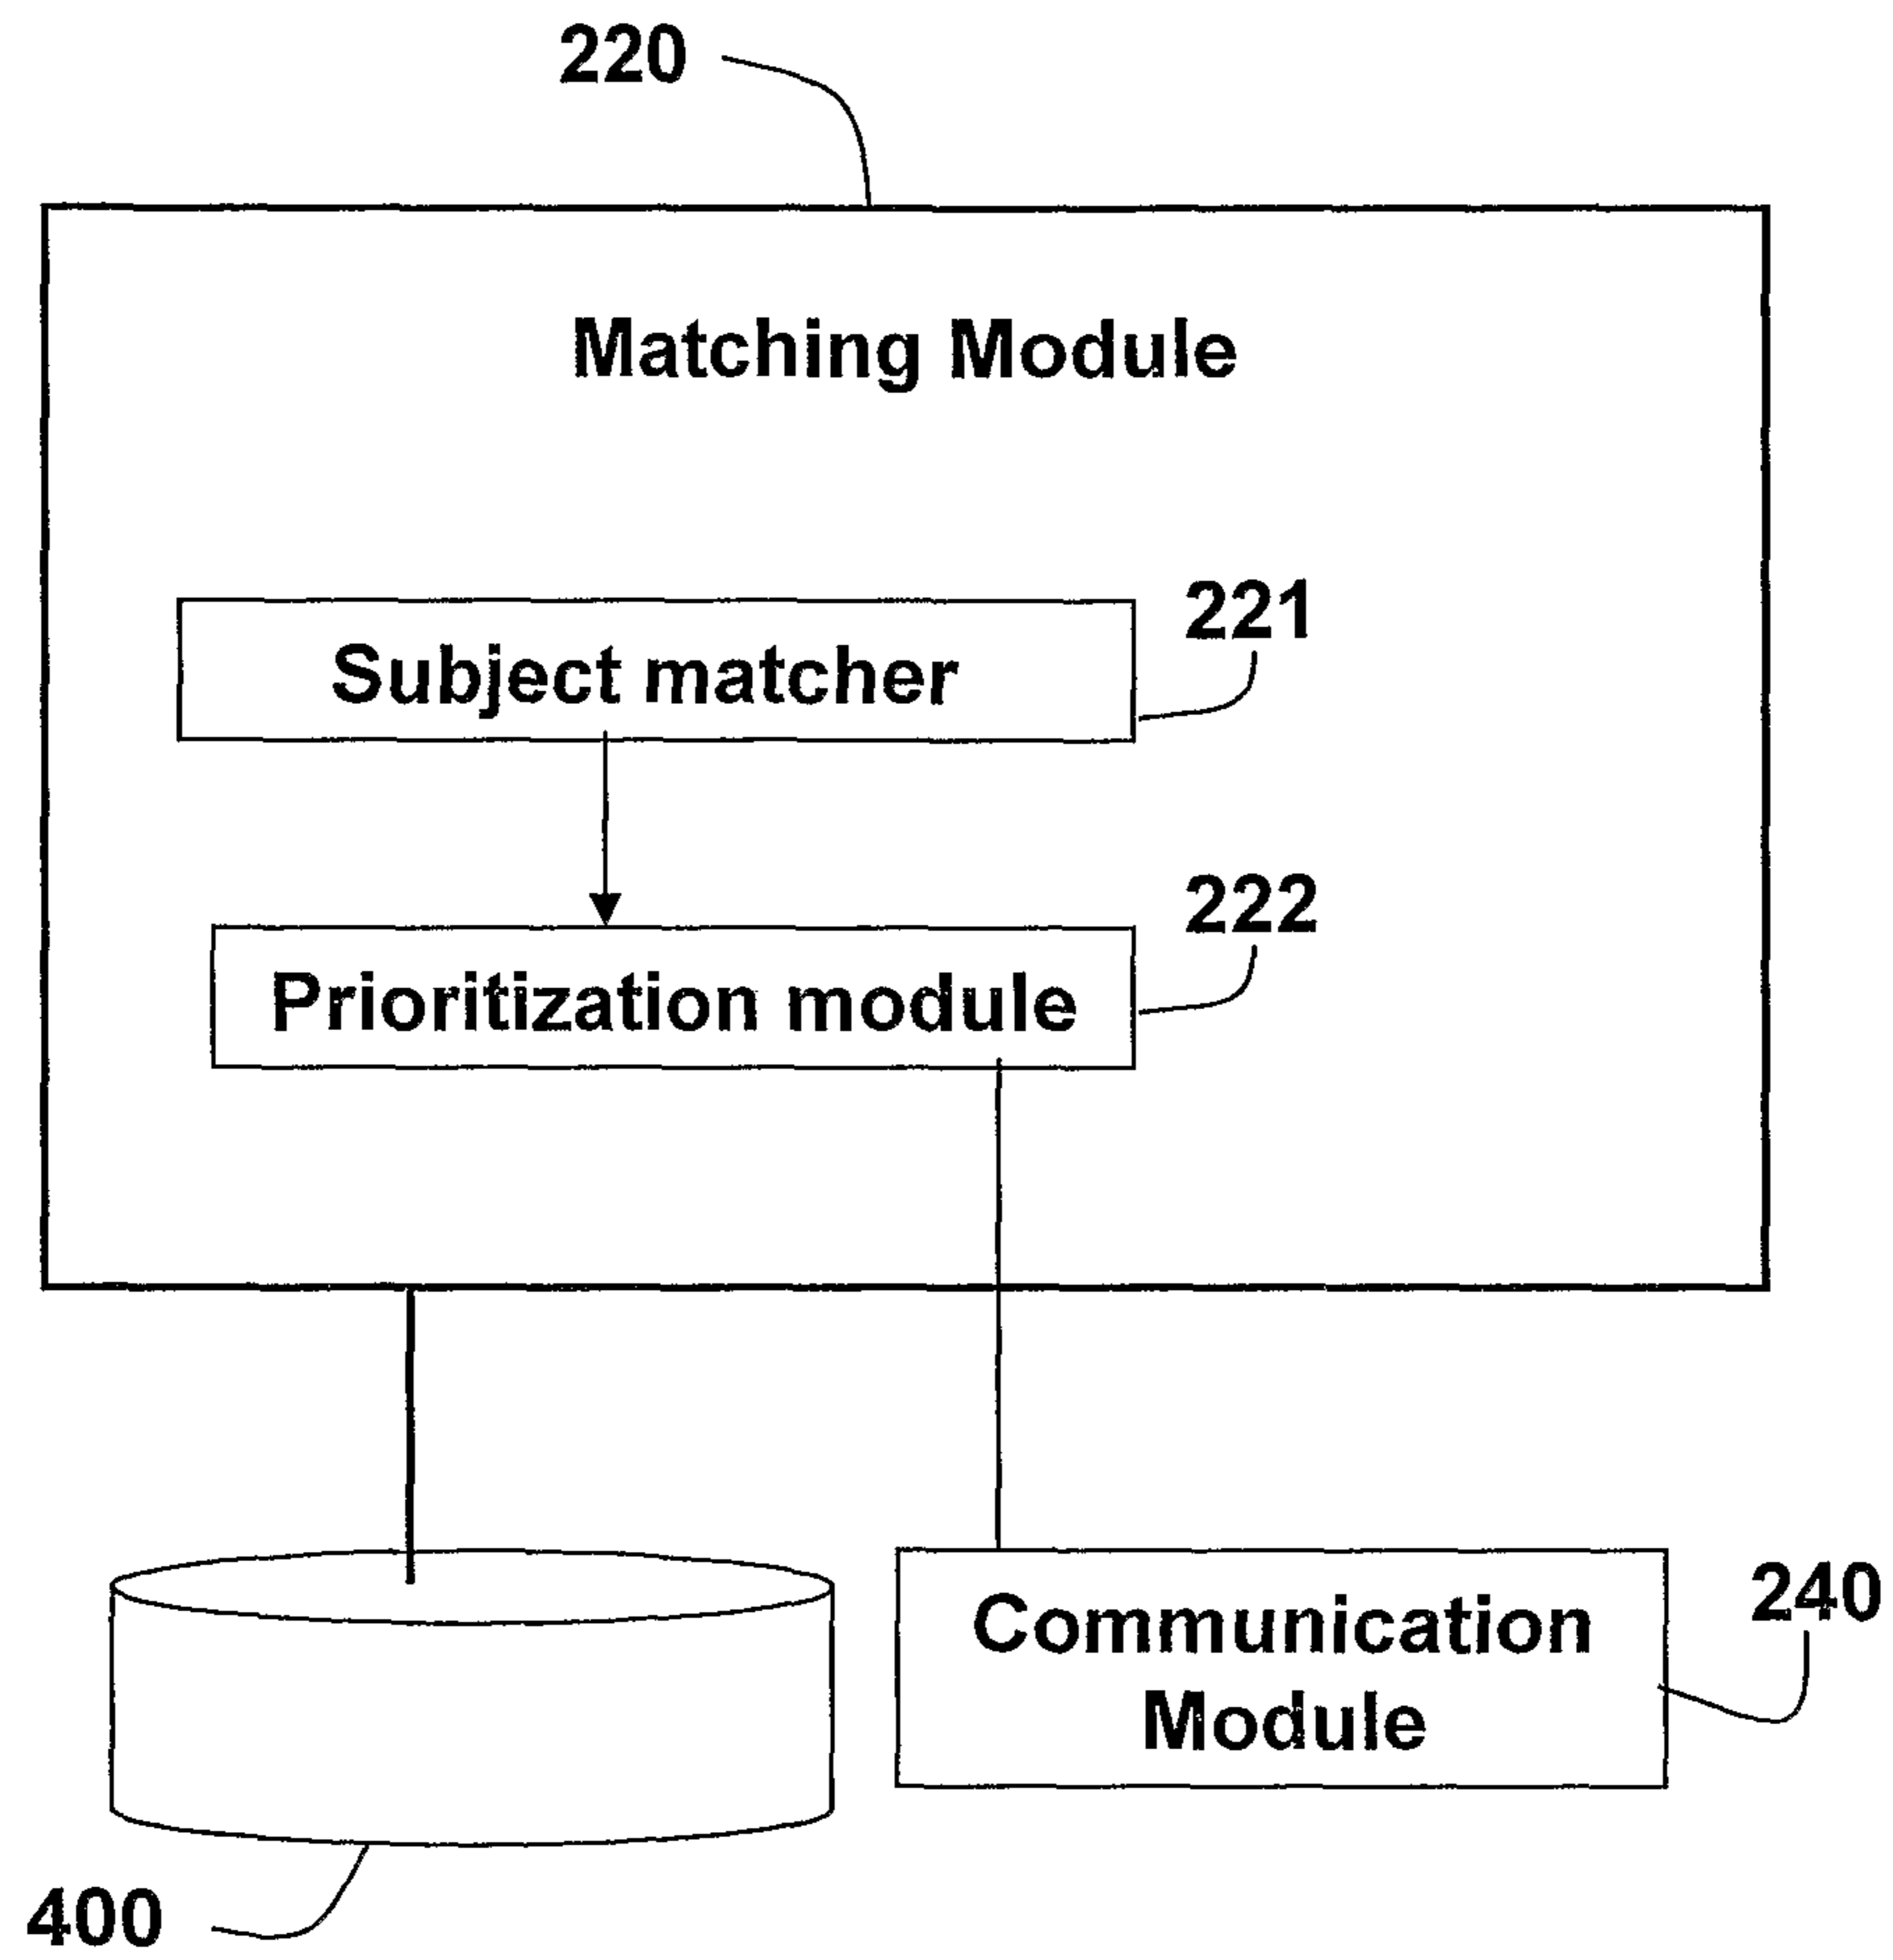 220
Matching Module
221
Subject matcher
222
Prioritization module
Communication
Module
240
400